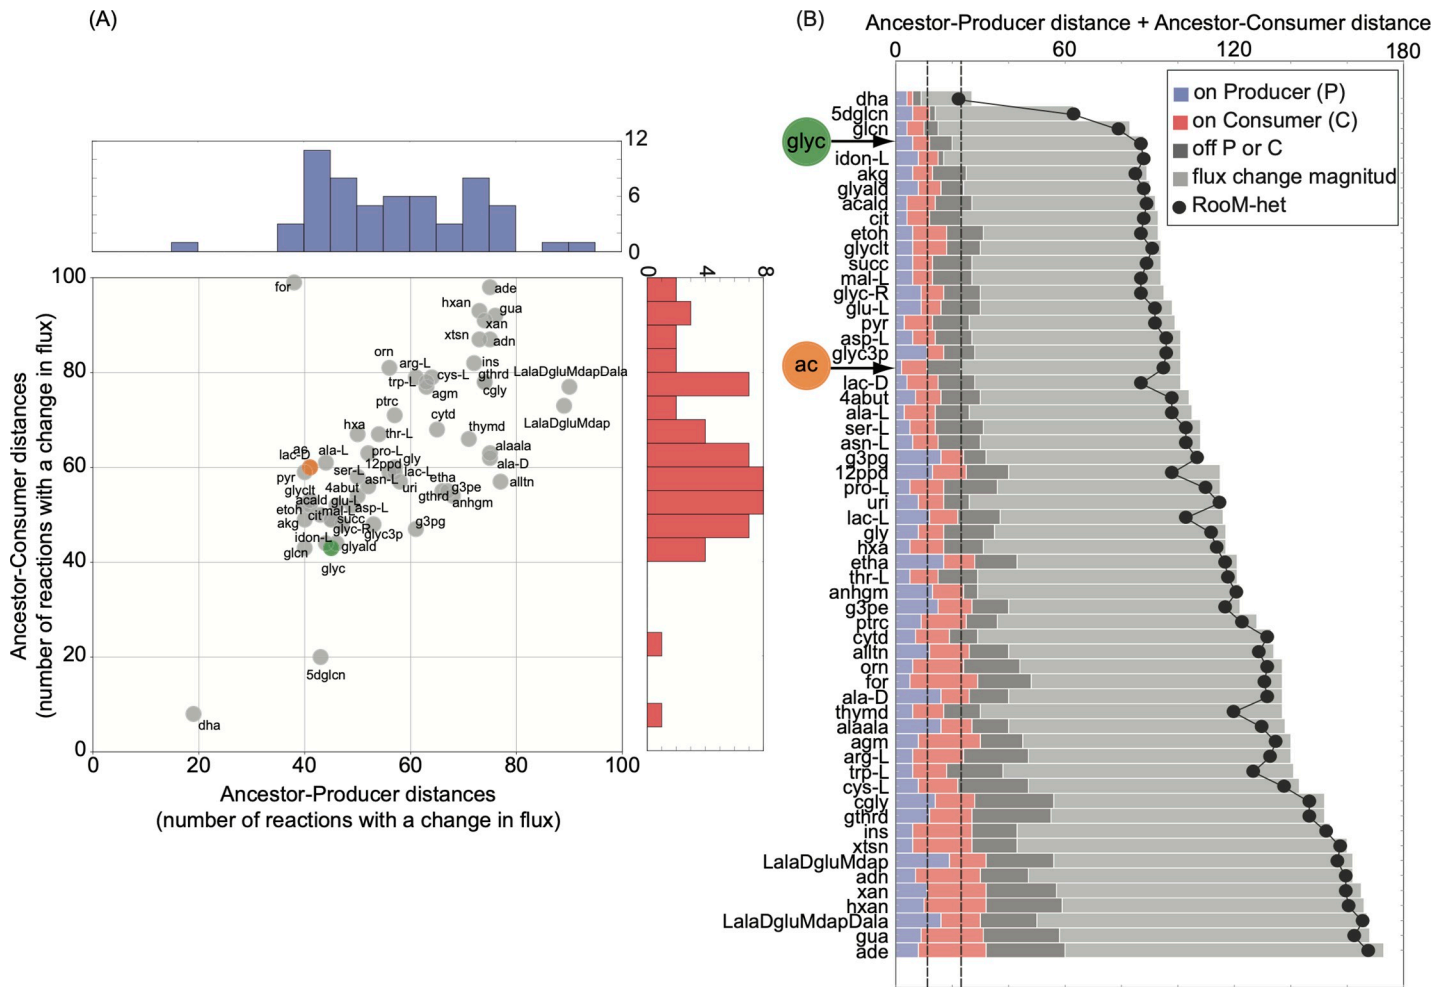 (A)
12
6
0
0
4
8
100
80
60
40
20
0
0
20
40
60
80
100
Ancestor-Consumer distances
(number of reactions with a change in flux)
Ancestor-Producer distances
(number of reactions with a change in flux)
for
ade
hxan
gua
xan
xtsn
adn
orn
ins
arg-L
cys-L
gthrd
LalaDgluMdapDala
trp-L
agm
cgly
ptrc
cytd
LalaDgluMdap
hxa
thr-L
thymd
ac
ala-L
pro-L
alaala
lac-D
12ppd
gly
ala-D
pyr
ser-L
asn-L
lac-L
etha
alltn
glyclt
4abut
uri
gthrd
g3pe
acald
glu-L
asp-L
anhgm
etoh
cit
mal-L
akg
succ
g3pg
idon-L
glyc-R
glyc3p
glcn
glyald
glyc
5dglcn
dha
(B)
Ancestor-Producer distance + Ancestor-Consumer distance
0
60
120
180
on Producer (P)
on Consumer (C)
off P or C
flux change magnitud
RooM-het
dha
5dglcn
glcn
glyc
idon-L
akg
glyald
acald
cit
etoh
glyclt
succ
mal-L
glyc-R
glu-L
pyr
asp-L
glyc3p
ac
lac-D
4abut
ala-L
ser-L
asn-L
g3pg
12ppd
pro-L
uri
lac-L
gly
hxa
etha
thr-L
anhgm
g3pe
ptrc
cytd
alltn
orn
for
ala-D
thymd
alaala
agm
arg-L
trp-L
cys-L
cgly
gthrd
ins
xtsn
LalaDgluMdap
adn
xan
hxan
LalaDgluMdapDala
gua
ade